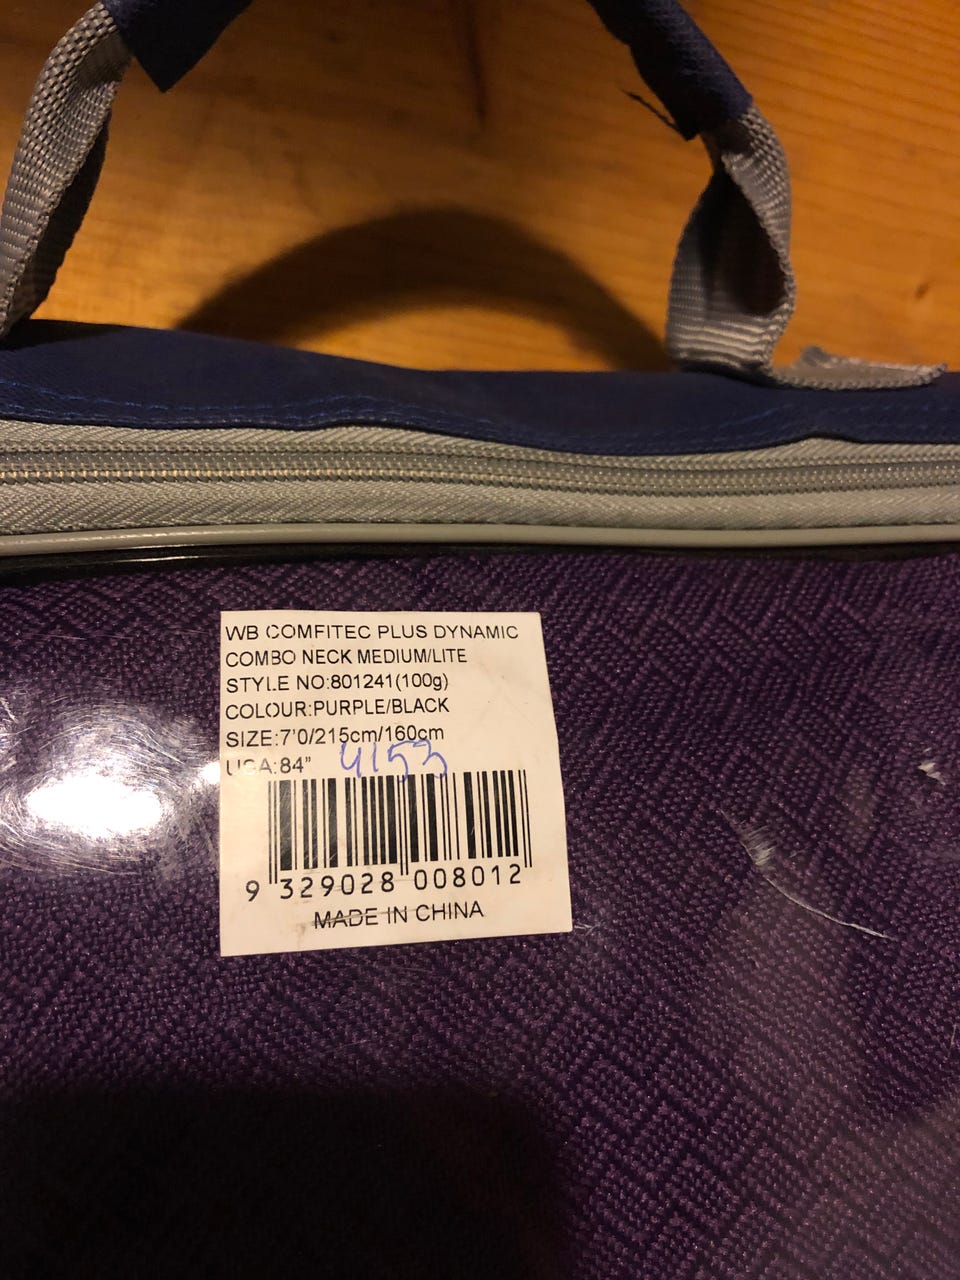 WB COMFITEC PLUS DYNAMIC
COMBO NECK MEDIUM/LITE
STYLE NO:801241(100g)
COLOUR:PURPLE/BLACK
SIZE:7'0/215cm/160cm
USA:84"
4153
9 329028 008012
MADE IN CHINA